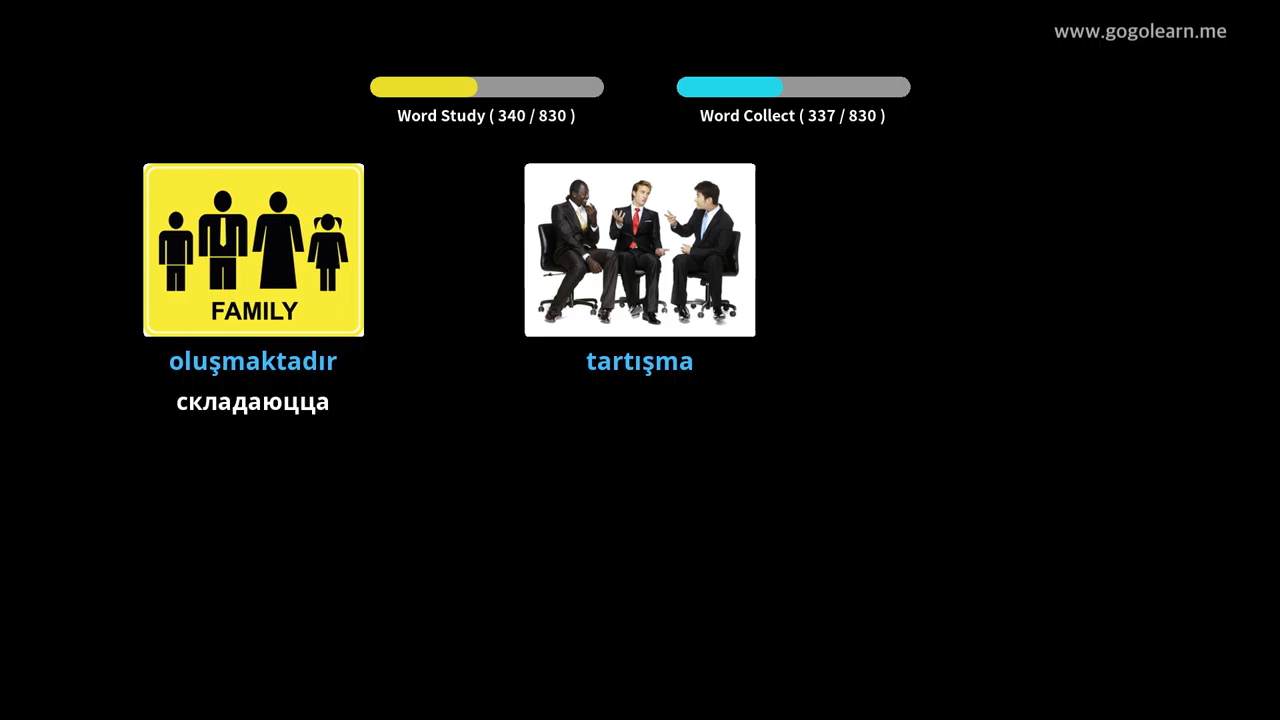 www.gogolearn.me
Word Study ( 340 / 830 )
Word Collect ( 337 / 830 )
FAMILY
oluşmaktadır
tartışma
складаюцца